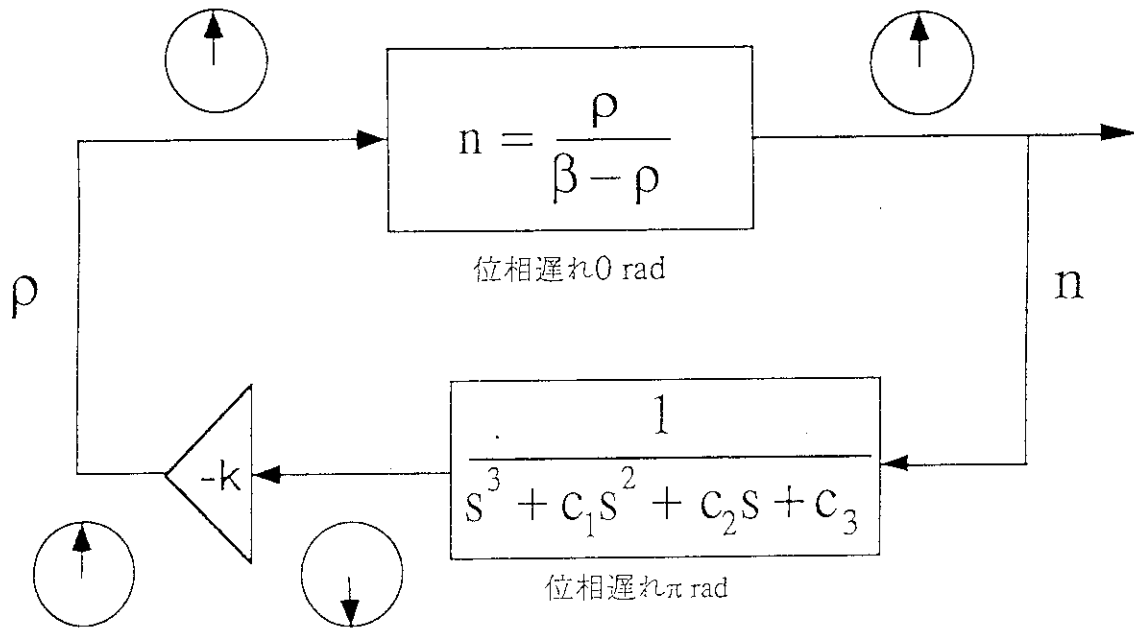 n = ρ / (β − ρ)
位相遅れ0 rad
ρ
n
-k
1 / (s³ + c₁s² + c₂s + c₃)
位相遅れπ rad